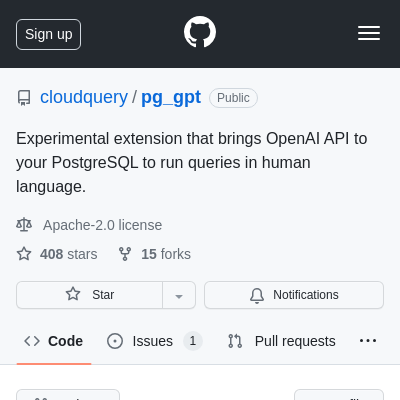 Sign up
cloudquery / pg_gpt Public
Experimental extension that brings OpenAI API to
your PostgreSQL to run queries in human
language.
Apache-2.0 license
408 stars 15 forks
Star Notifications
Code Issues 1 Pull requests